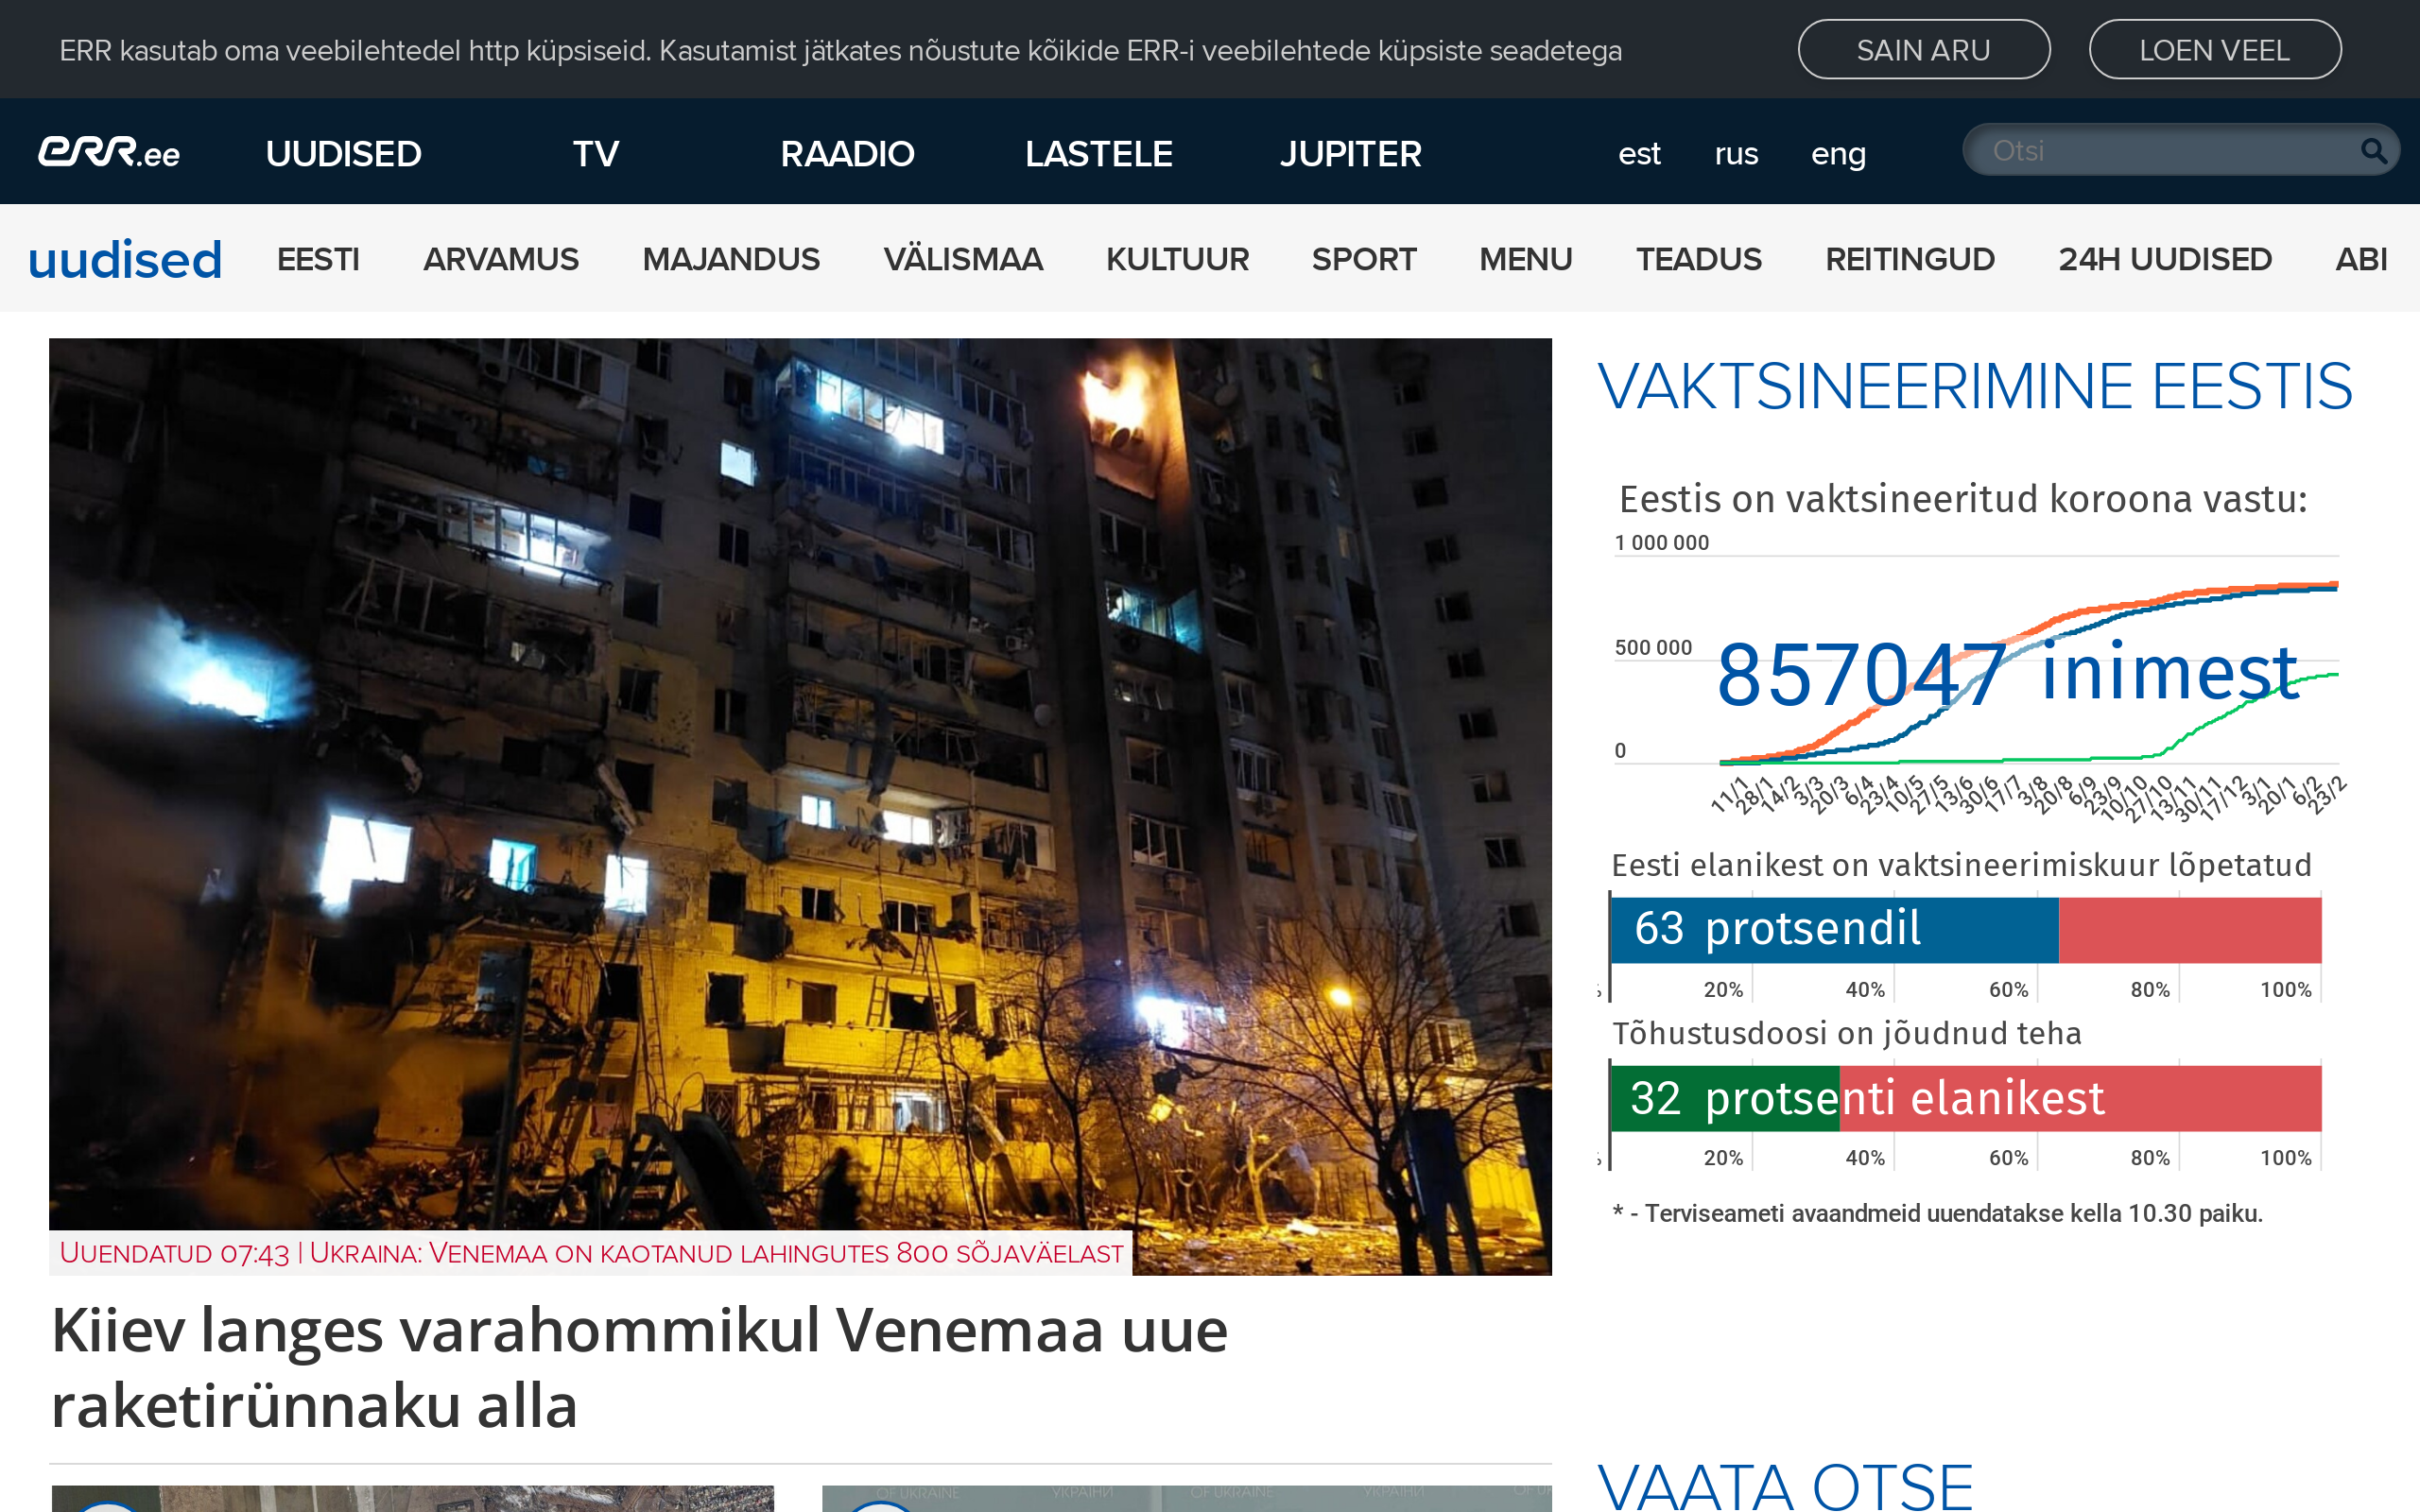 ERR kasutab oma veebilehtedel http küpsiseid. Kasutamist jätkates nõustute kõikide ERR-i veebilehtede küpsiste seadetega
SAIN ARU
LOEN VEEL
err.ee
UUDISED
TV
RAADIO
LASTELE
JUPITER
est
rus
eng
Otsi
uudised
EESTI
ARVAMUS
MAJANDUS
VÄLISMAA
KULTUUR
SPORT
MENU
TEADUS
REITINGUD
24H UUDISED
ABI
UUENDATUD 07:43 | UKRAINA: VENEMAA ON KAOTANUD LAHINGUTES 800 SÕJAVÄELAST
Kiiev langes varahommikul Venemaa uue
raketirünnaku alla
OF UKRAINE
УКРАЇНИ
OF UKRAINE
УКРАЇНИ
VAKTSINEERIMINE EESTIS
Eestis on vaktsineeritud koroona vastu:
1 000 000
500 000
857047 inimest
0
11/1
28/1
14/2
3/3
20/3
6/4
23/4
10/5
27/5
13/6
30/6
17/7
3/8
20/8
6/9
23/9
10/10
27/10
13/11
30/11
17/12
3/1
20/1
6/2
23/2
Eesti elanikest on vaktsineerimiskuur lõpetatud
63 protsendil
20% 40% 60% 80% 100%
Tõhustusdoosi on jõudnud teha
32 protsenti elanikest
20% 40% 60% 80% 100%
* - Terviseameti avaandmeid uuendatakse kella 10.30 paiku.
VAATA OTSE